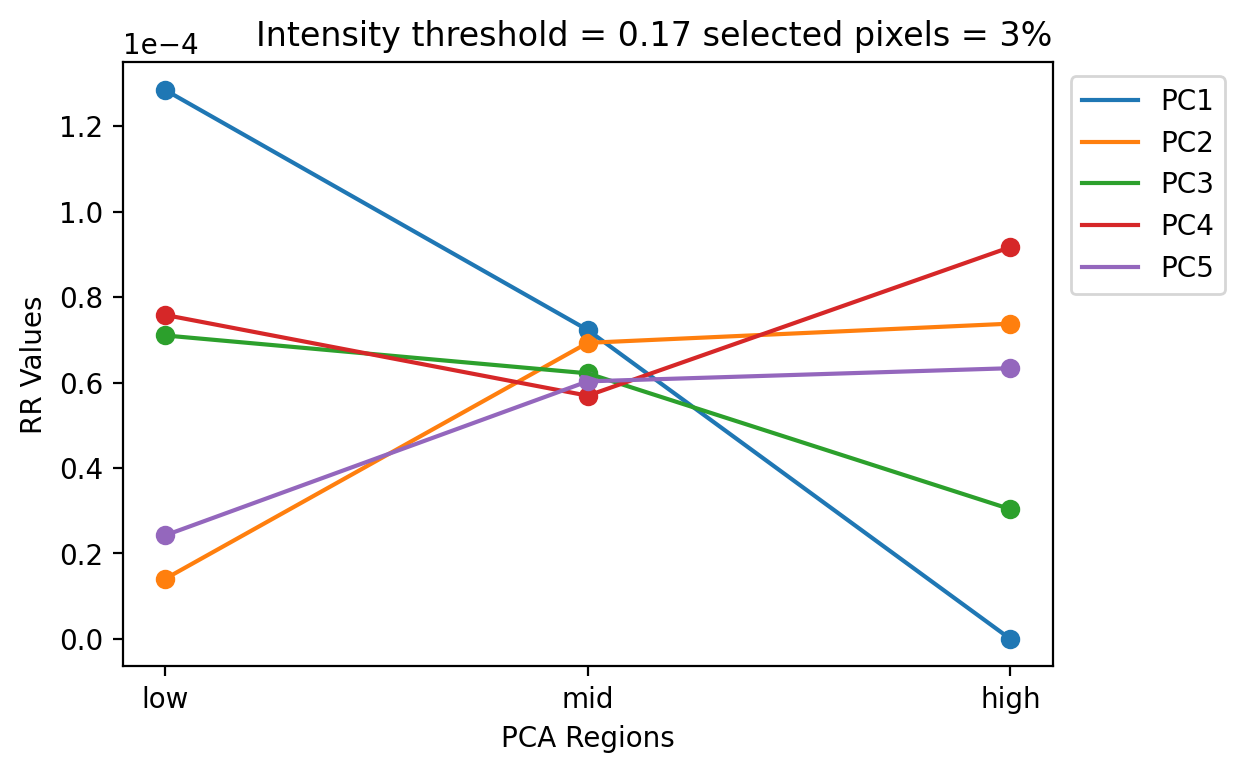 Intensity threshold = 0.17 selected pixels = 3%
1e−4
1.2
1.0
0.8
0.6
0.4
0.2
0.0
RR Values
low mid high
PCA Regions
PC1
PC2
PC3
PC4
PC5